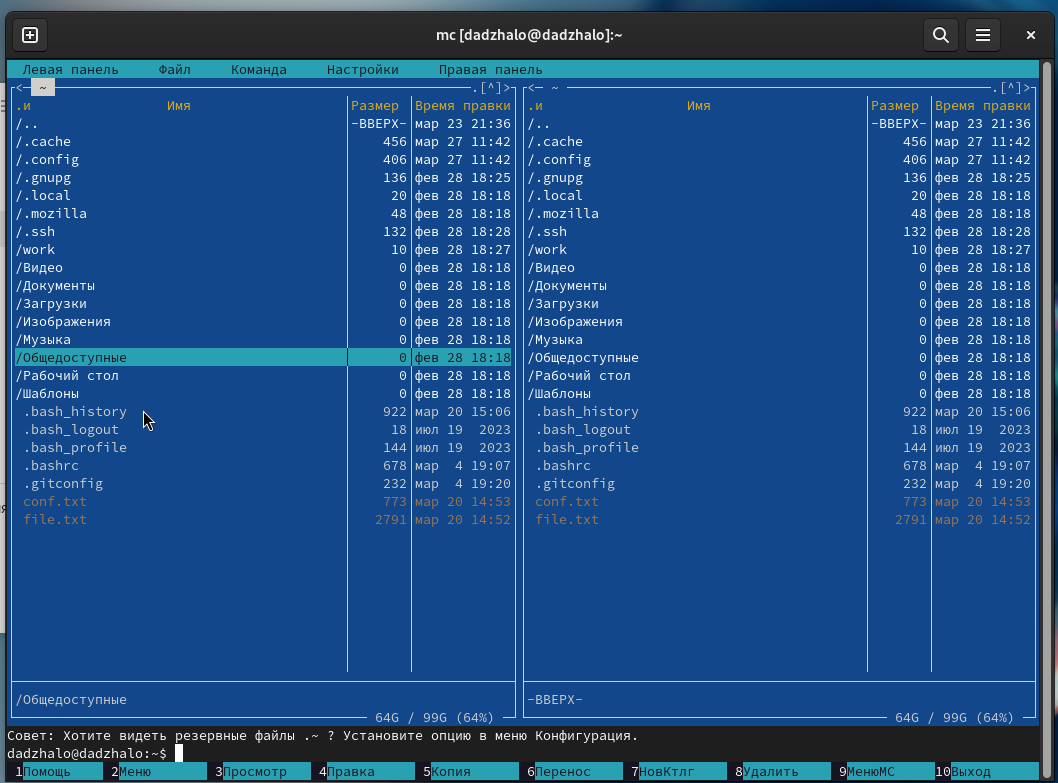 mc [dadzhalo@dadzhalo]:~
Левая панель Файл Команда Настройки Правая панель
<─ ~ .[^]> <─ ~ .[^]>
.и Имя Размер Время правки .и Имя Размер Время правки
/.. -ВВЕРХ- мар 23 21:36 /.. -ВВЕРХ- мар 23 21:36
/.cache 456 мар 27 11:42 /.cache 456 мар 27 11:42
/.config 406 мар 27 11:42 /.config 406 мар 27 11:42
/.gnupg 136 фев 28 18:25 /.gnupg 136 фев 28 18:25
/.local 20 фев 28 18:18 /.local 20 фев 28 18:18
/.mozilla 48 фев 28 18:18 /.mozilla 48 фев 28 18:18
/.ssh 132 фев 28 18:28 /.ssh 132 фев 28 18:28
/work 10 фев 28 18:27 /work 10 фев 28 18:27
/Видео 0 фев 28 18:18 /Видео 0 фев 28 18:18
/Документы 0 фев 28 18:18 /Документы 0 фев 28 18:18
/Загрузки 0 фев 28 18:18 /Загрузки 0 фев 28 18:18
/Изображения 0 фев 28 18:18 /Изображения 0 фев 28 18:18
/Музыка 0 фев 28 18:18 /Музыка 0 фев 28 18:18
/Общедоступные 0 фев 28 18:18 /Общедоступные 0 фев 28 18:18
/Рабочий стол 0 фев 28 18:18 /Рабочий стол 0 фев 28 18:18
/Шаблоны 0 фев 28 18:18 /Шаблоны 0 фев 28 18:18
.bash_history 922 мар 20 15:06 .bash_history 922 мар 20 15:06
.bash_logout 18 июл 19 2023 .bash_logout 18 июл 19 2023
.bash_profile 144 июл 19 2023 .bash_profile 144 июл 19 2023
.bashrc 678 мар 4 19:07 .bashrc 678 мар 4 19:07
.gitconfig 232 мар 4 19:20 .gitconfig 232 мар 4 19:20
conf.txt 773 мар 20 14:53 conf.txt 773 мар 20 14:53
file.txt 2791 мар 20 14:52 file.txt 2791 мар 20 14:52
/Общедоступные -ВВЕРХ-
64G / 99G (64%) 64G / 99G (64%)
Совет: Хотите видеть резервные файлы .~ ? Установите опцию в меню Конфигурация.
dadzhalo@dadzhalo:~$
1Помощь 2Меню 3Просмотр 4Правка 5Копия 6Перенос 7НовКтлг 8Удалить 9МенюMC 10Выход